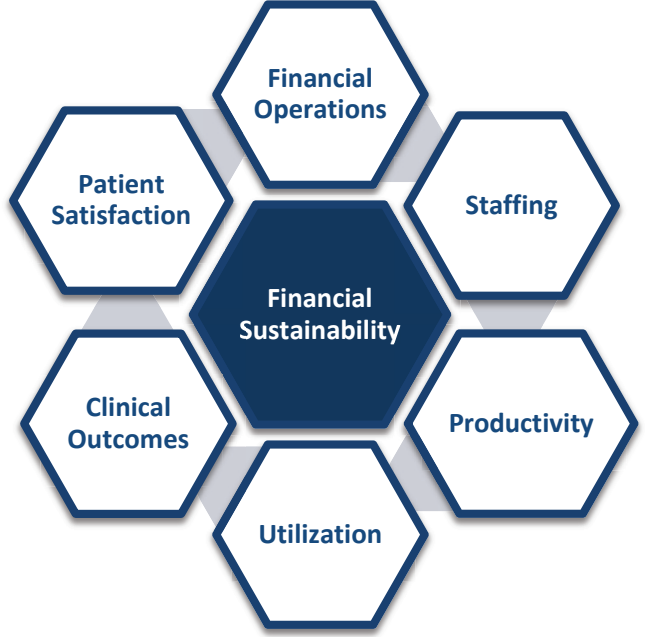 Financial
Operations
Staffing
Productivity
Utilization
Clinical
Outcomes
Patient
Satisfaction
Financial
Sustainability